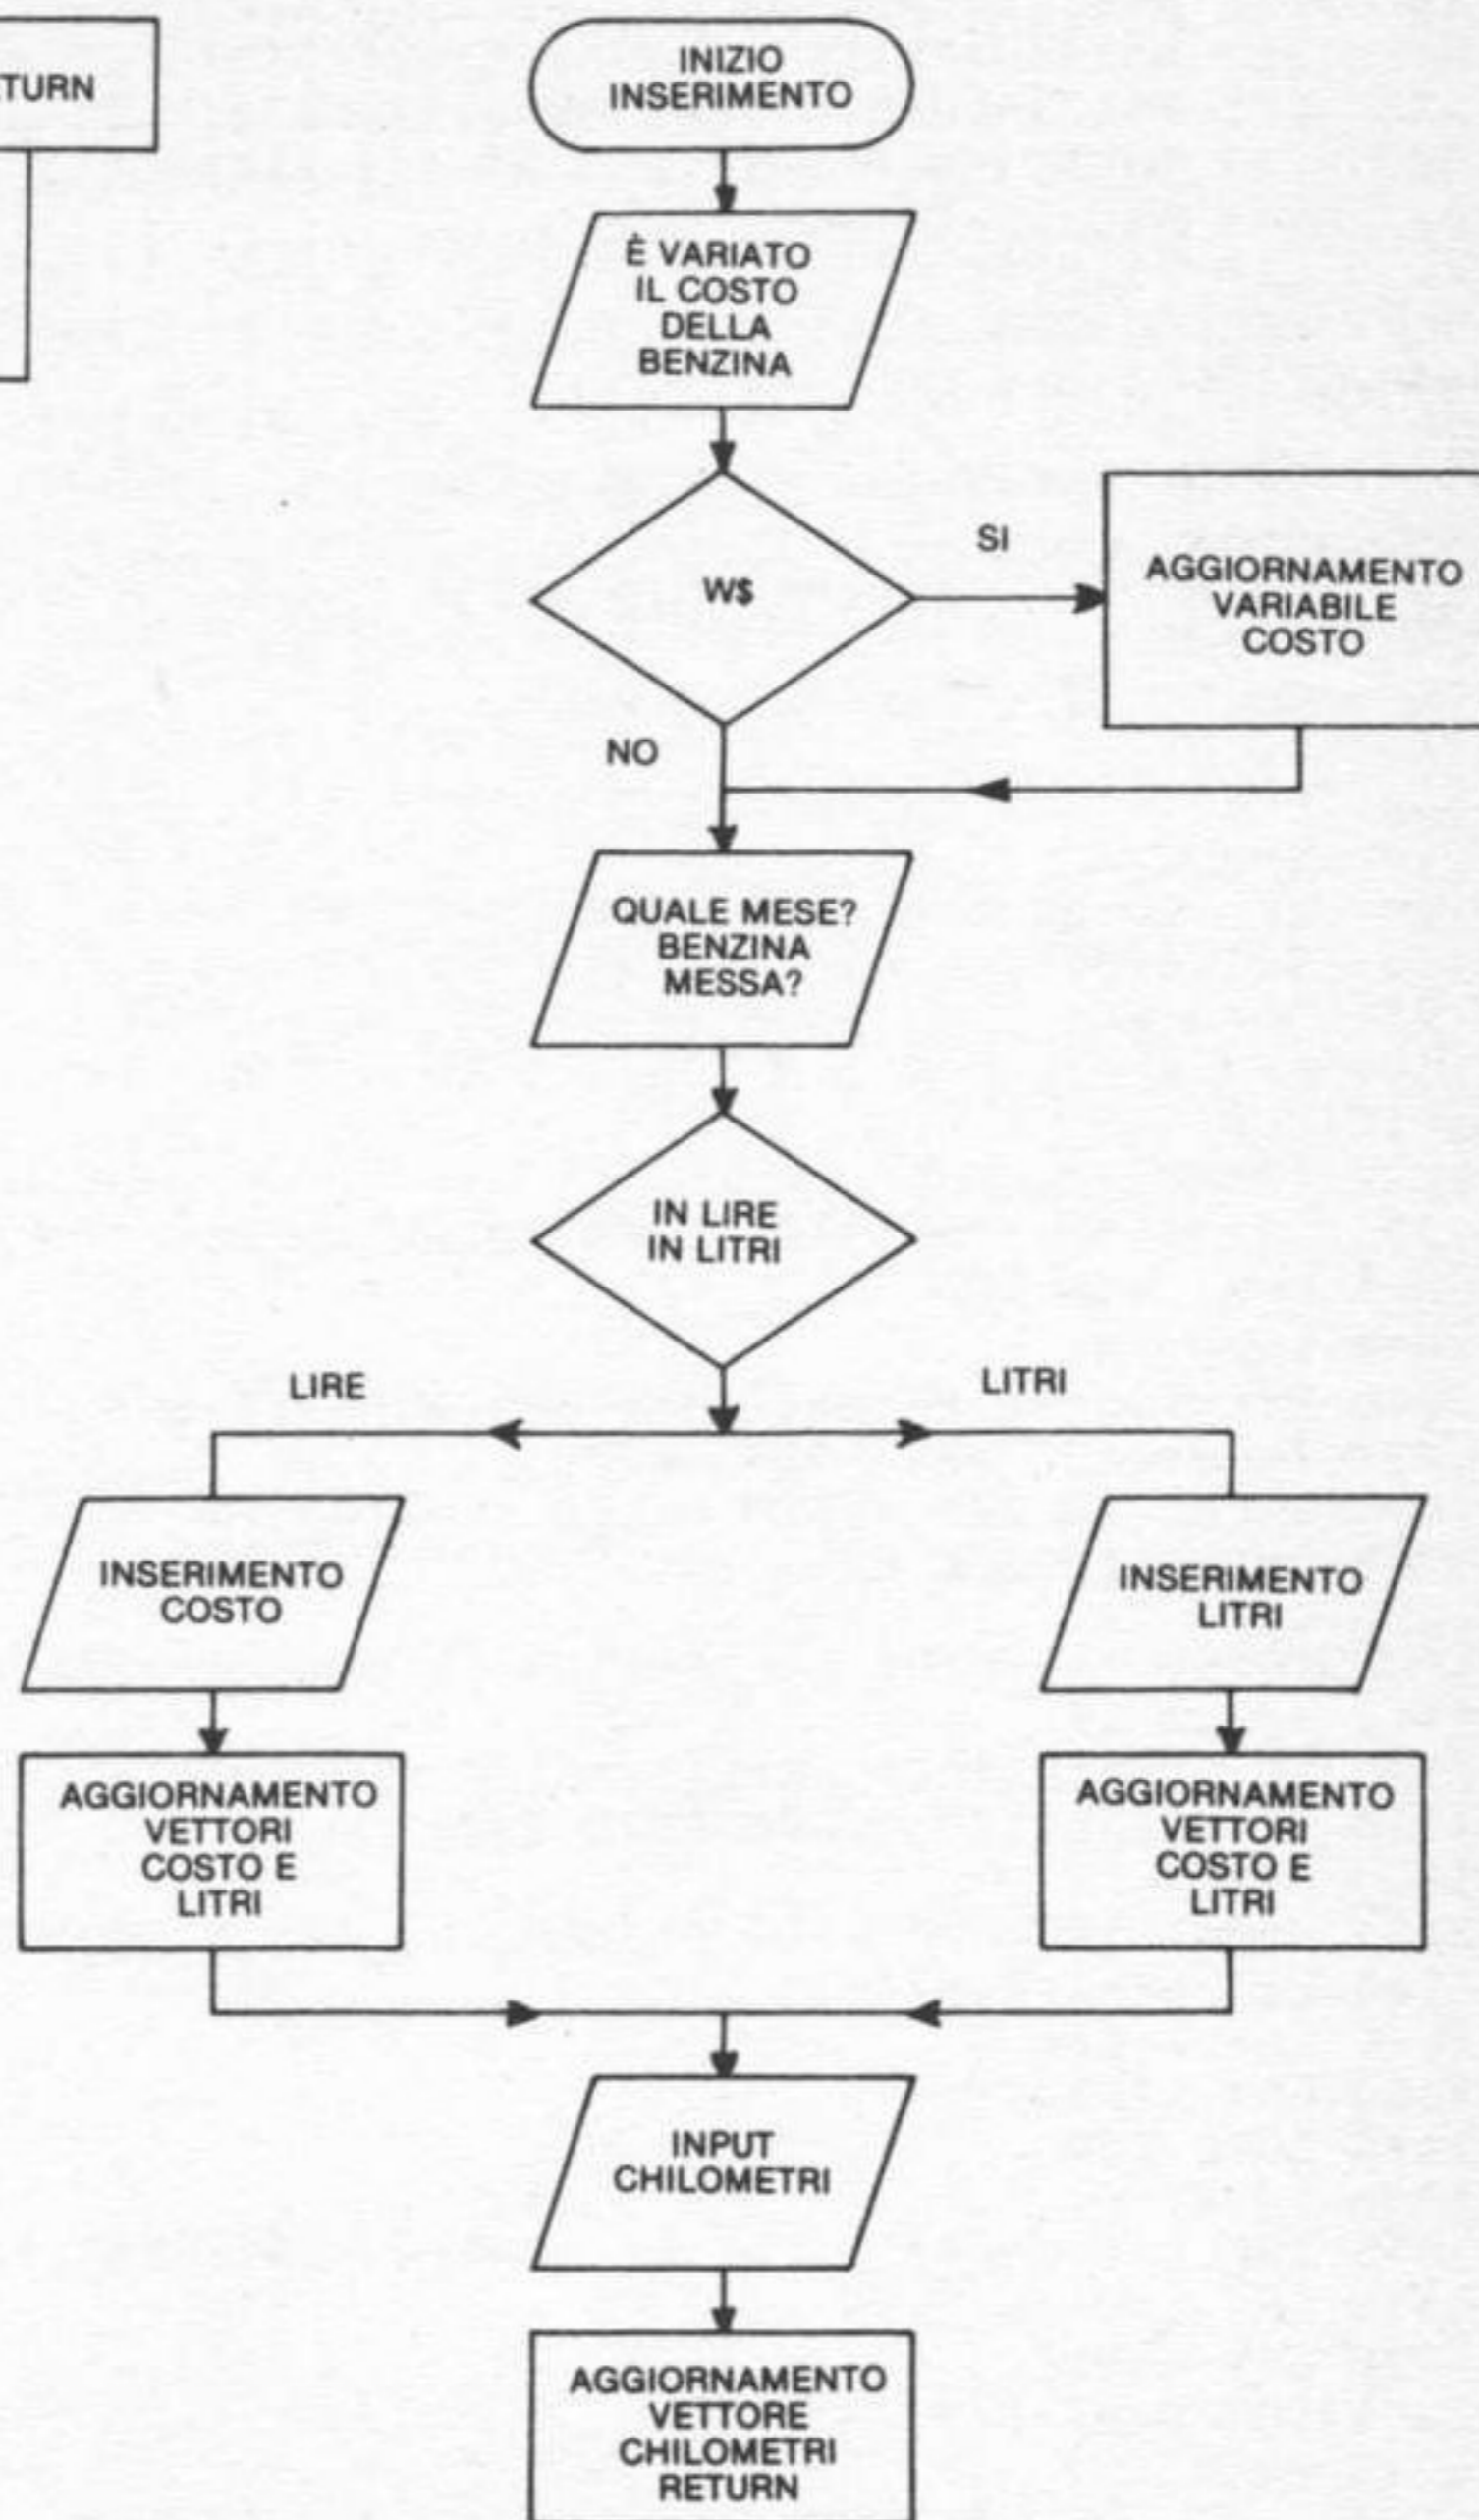 INIZIO
INSERIMENTO
È VARIATO
IL COSTO
DELLA
BENZINA
W$
SI
AGGIORNAMENTO
VARIABILE
COSTO
NO
QUALE MESE?
BENZINA
MESSA?
IN LIRE
IN LITRI
LIRE
LITRI
INSERIMENTO
COSTO
INSERIMENTO
LITRI
AGGIORNAMENTO
VETTORI
COSTO E
LITRI
AGGIORNAMENTO
VETTORI
COSTO E
LITRI
INPUT
CHILOMETRI
AGGIORNAMENTO
VETTORE
CHILOMETRI
RETURN